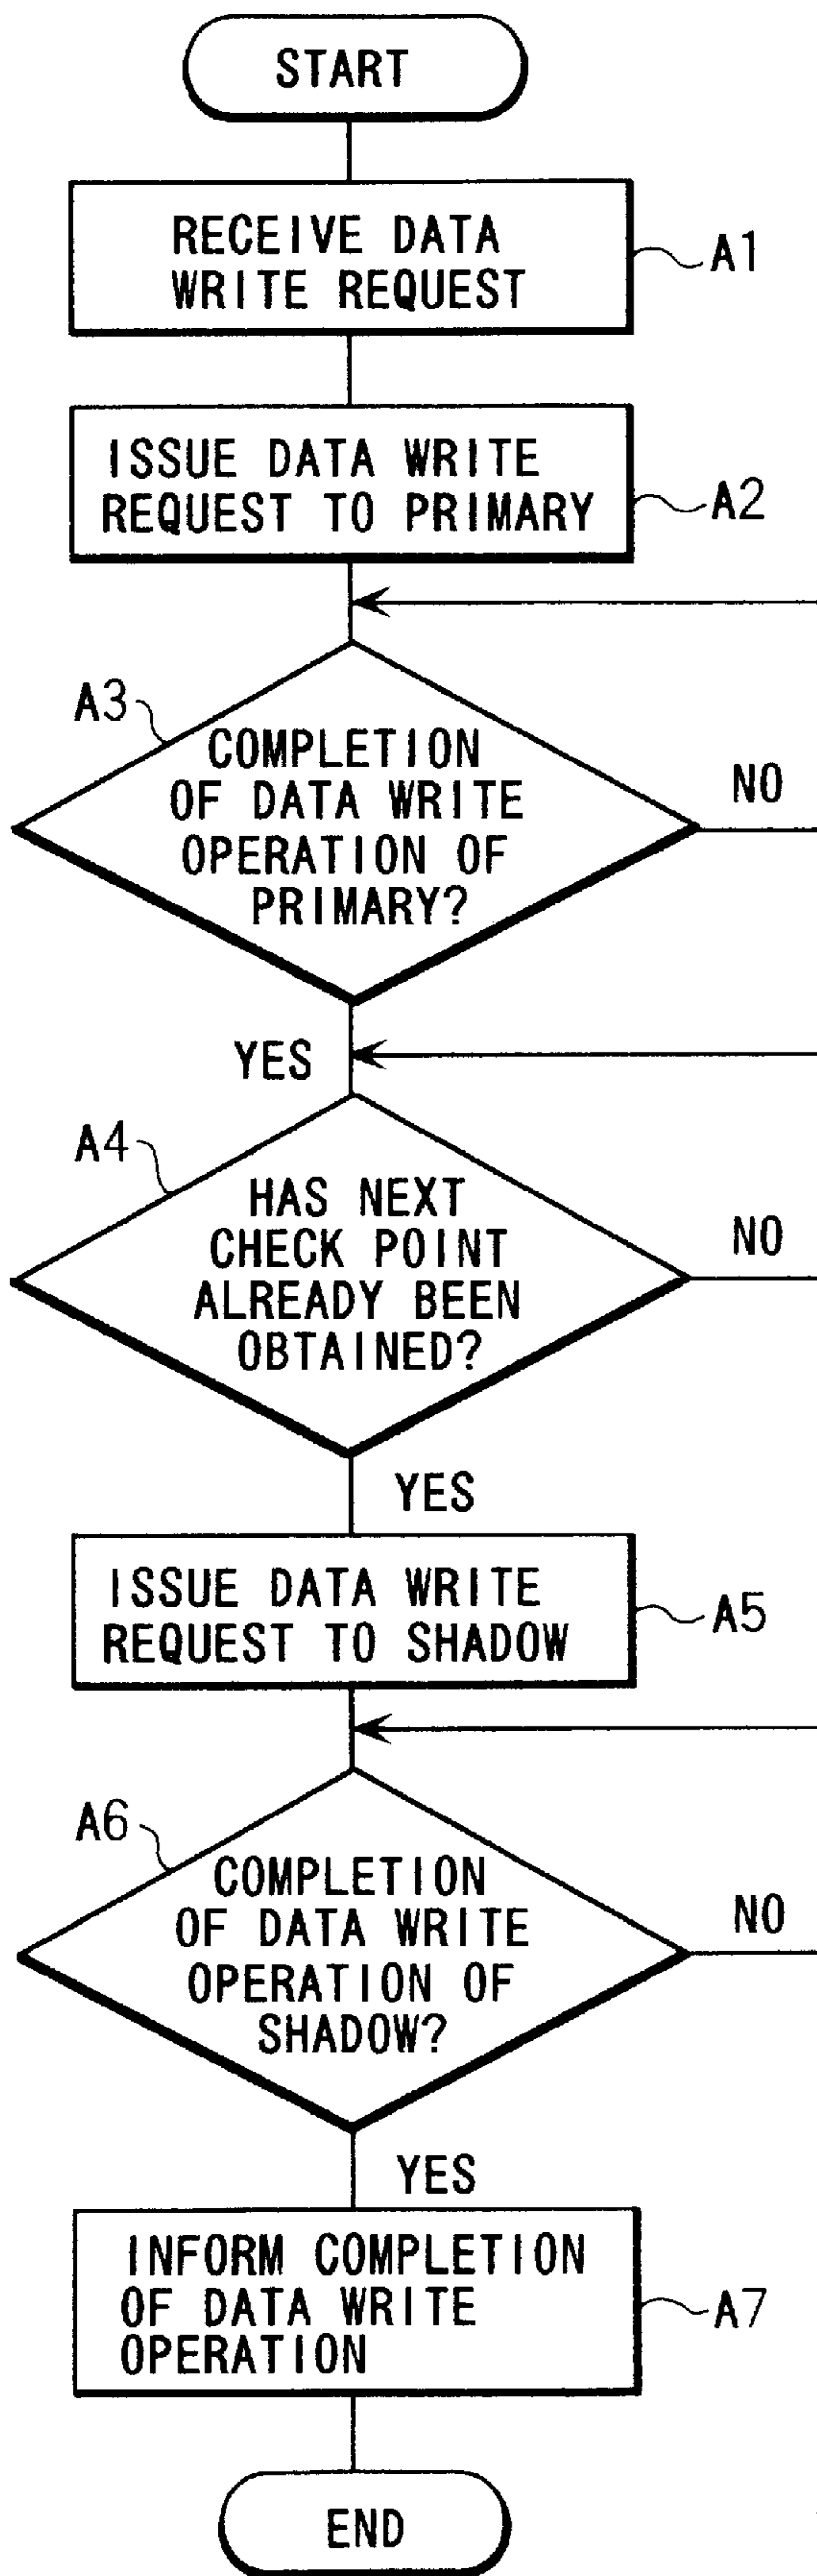 START
RECEIVE DATA
WRITE REQUEST
A1
ISSUE DATA WRITE
REQUEST TO PRIMARY
A2
A3
COMPLETION
OF DATA WRITE
OPERATION OF
PRIMARY?
NO
YES
A4
HAS NEXT
CHECK POINT
ALREADY BEEN
OBTAINED?
NO
YES
ISSUE DATA WRITE
REQUEST TO SHADOW
A5
A6
COMPLETION
OF DATA WRITE
OPERATION OF
SHADOW?
NO
YES
INFORM COMPLETION
OF DATA WRITE
OPERATION
A7
END